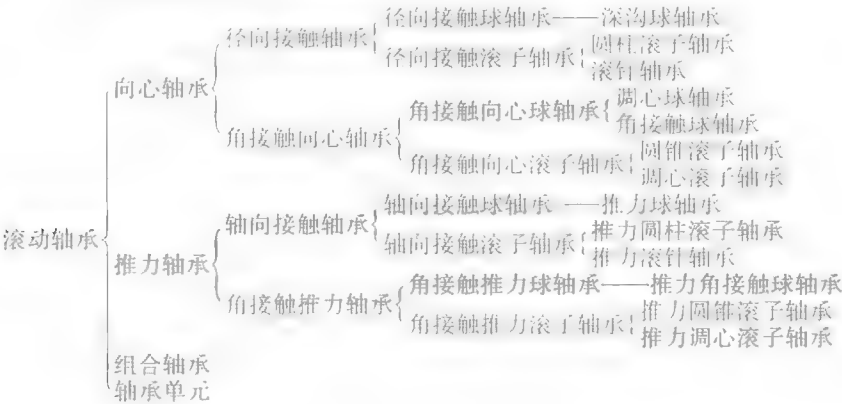 径向接触球轴承——深沟球轴承
径向接触轴承
圆柱滚子轴承
径向接触滚子轴承
滚针轴承
向心轴承
调心球轴承
角接触向心球轴承
角接触球轴承
角接触向心轴承
圆锥滚子轴承
角接触向心滚子轴承
调心滚子轴承
轴向接触球轴承——推力球轴承
轴向接触轴承
推力圆柱滚子轴承
滚动轴承
轴向接触滚子轴承
推力滚针轴承
推力轴承
角接触推力球轴承——推力角接触球轴承
角接触推力轴承
推力圆锥滚子轴承
角接触推力滚子轴承
推力调心滚子轴承
组合轴承
轴承单元